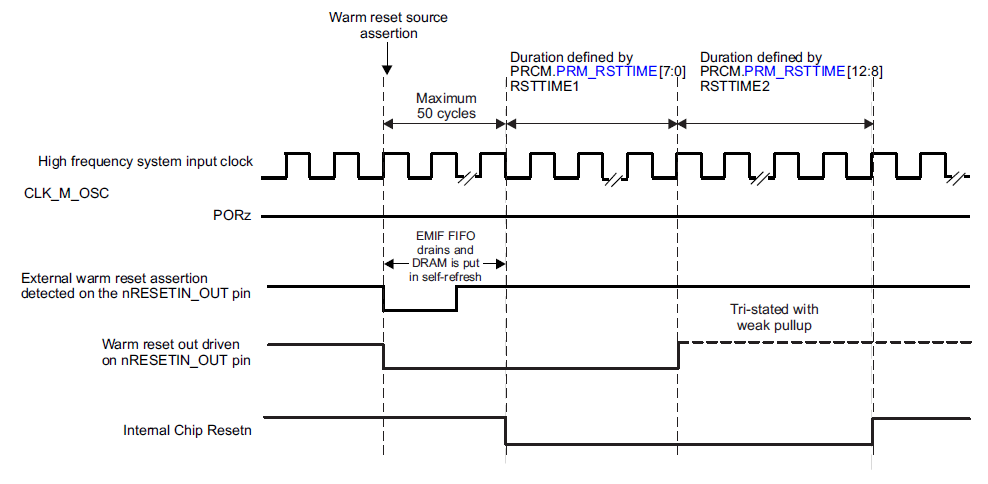 Warm reset source
assertion
Duration defined by
PRCM.PRM_RSTTIME[7:0]
RSTTIME1
Duration defined by
PRCM.PRM_RSTTIME[12:8]
RSTTIME2
Maximum
50 cycles
High frequency system input clock
CLK_M_OSC
PORz
EMIF FIFO
drains and
DRAM is put
in self-refresh
External warm reset assertion
detected on the nRESETIN_OUT pin
Tri-stated with
weak pullup
Warm reset out driven
on nRESETIN_OUT pin
Internal Chip Resetn